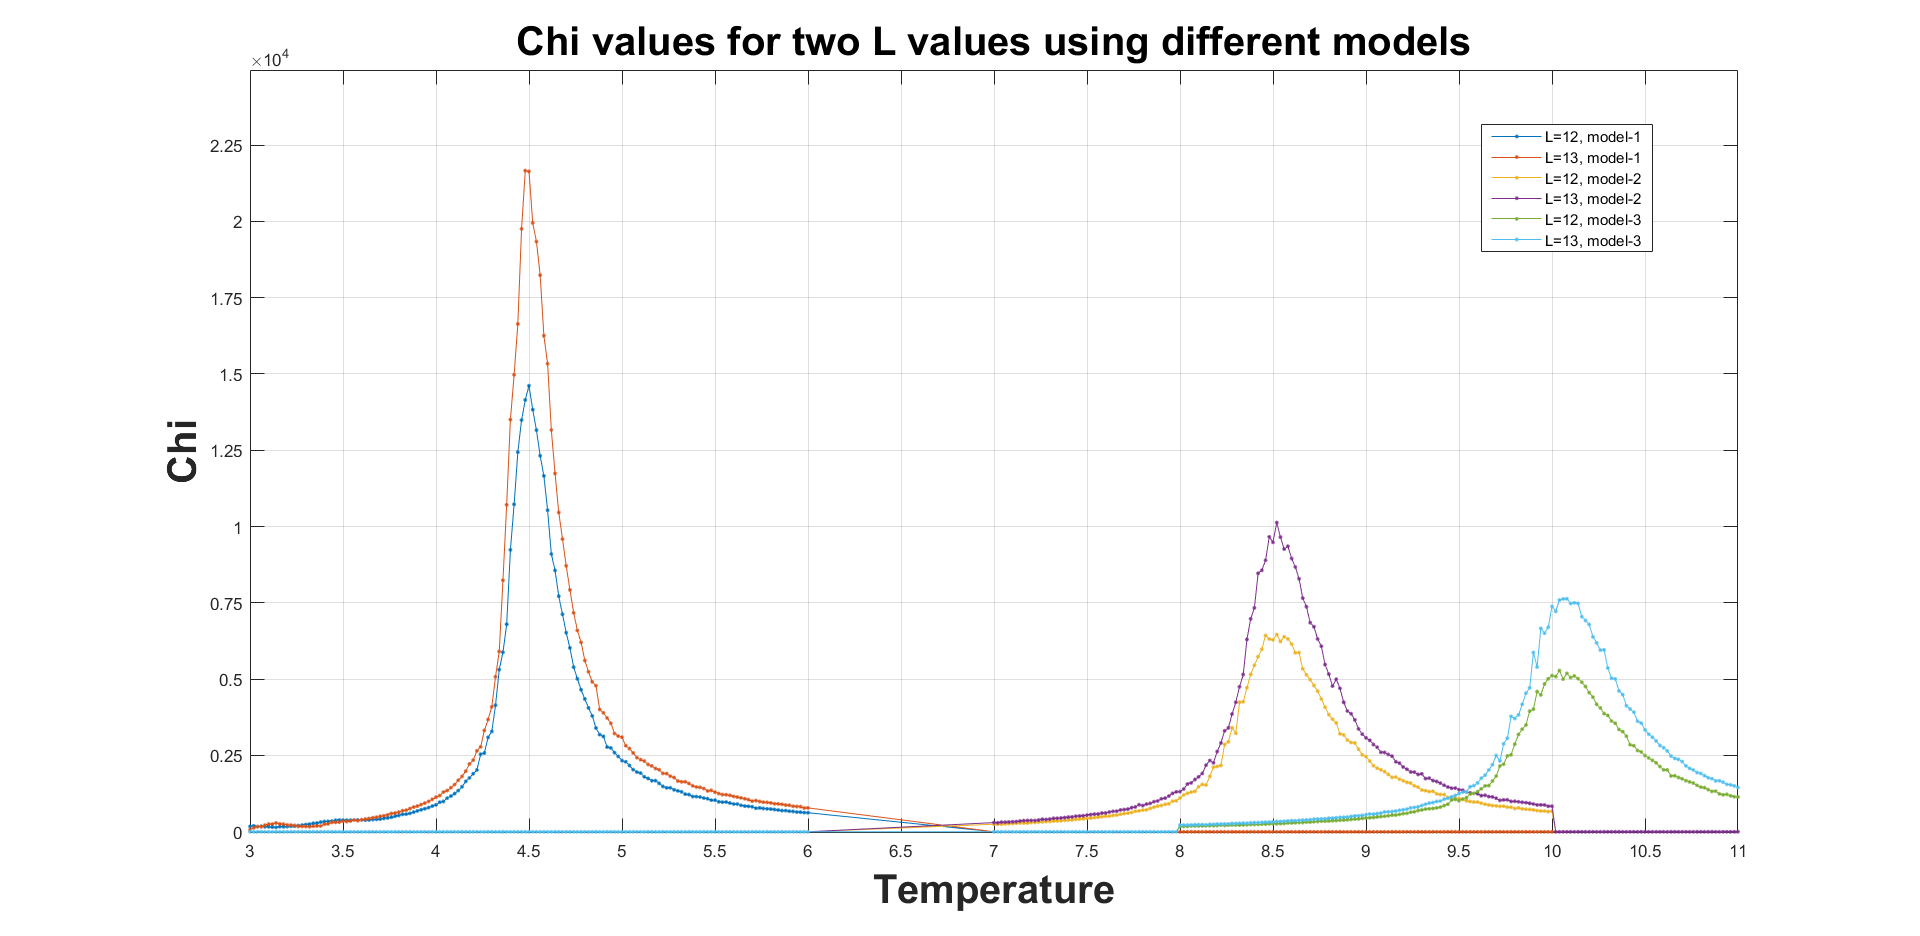 Chi values for two L values using different models
×10⁴
2.25
2
1.75
1.5
1.25
1
0.75
0.5
0.25
0
Chi
L=12, model-1
L=13, model-1
L=12, model-2
L=13, model-2
L=12, model-3
L=13, model-3
3 3.5 4 4.5 5 5.5 6 6.5 7 7.5 8 8.5 9 9.5 10 10.5 11
Temperature